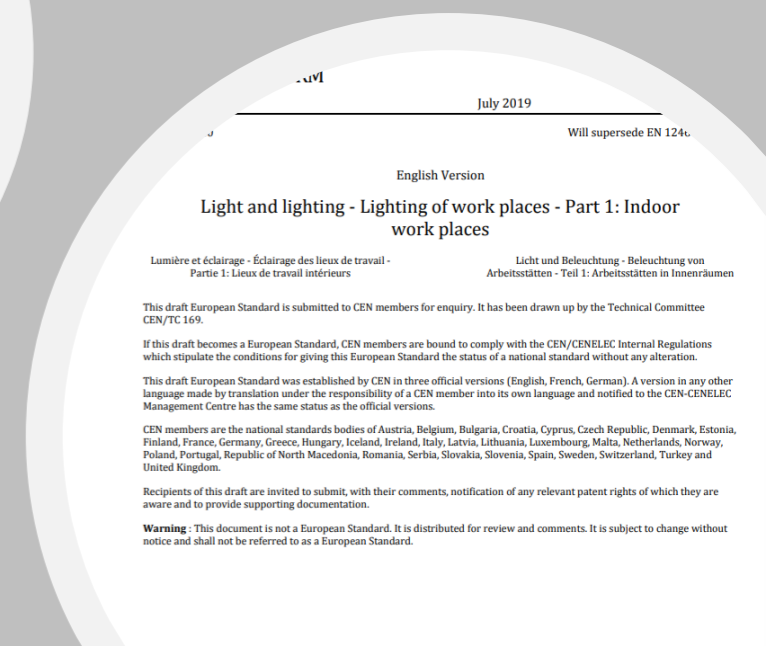 July 2019
Will supersede EN
English Version
Light and lighting - Lighting of work places - Part 1: Indoor
work places
Lumière et éclairage - Éclairage des lieux de travail -
Partie 1: Lieux de travail intérieurs
Licht und Beleuchtung - Beleuchtung von
Arbeitsstätten - Teil 1: Arbeitsstätten in Innenräumen
This draft European Standard is submitted to CEN members for enquiry. It has been drawn up by the Technical Committee
CEN/TC 169.
If this draft becomes a European Standard, CEN members are bound to comply with the CEN/CENELEC Internal Regulations
which stipulate the conditions for giving this European Standard the status of a national standard without any alteration.
This draft European Standard was established by CEN in three official versions (English, French, German). A version in any other
language made by translation under the responsibility of a CEN member into its own language and notified to the CEN-CENELEC
Management Centre has the same status as the official versions.
CEN members are the national standards bodies of Austria, Belgium, Bulgaria, Croatia, Cyprus, Czech Republic, Denmark, Estonia,
Finland, France, Germany, Greece, Hungary, Iceland, Ireland, Italy, Latvia, Lithuania, Luxembourg, Malta, Netherlands, Norway,
Poland, Portugal, Republic of North Macedonia, Romania, Serbia, Slovakia, Slovenia, Spain, Sweden, Switzerland, Turkey and
United Kingdom.
Recipients of this draft are invited to submit, with their comments, notification of any relevant patent rights of which they are
aware and to provide supporting documentation.
Warning : This document is not a European Standard. It is distributed for review and comments. It is subject to change without
notice and shall not be referred to as a European Standard.